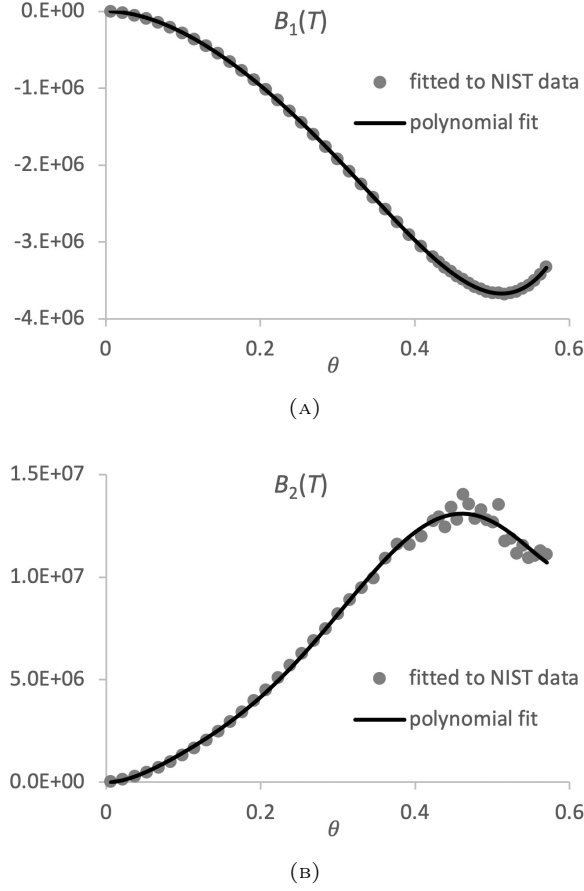 0.E+00
B₁(T)
fitted to NIST data
-1.E+06
polynomial fit
-2.E+06
-3.E+06
-4.E+06
0 0.2 0.4 0.6
θ
(A)
1.5E+07
B₂(T)
1.0E+07
fitted to NIST data
5.0E+06
polynomial fit
0.0E+00
0 0.2 0.4 0.6
θ
(B)